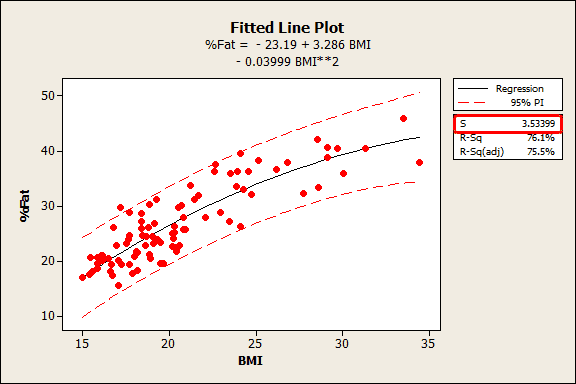 Fitted Line Plot
%Fat = - 23.19 + 3.286 BMI
- 0.03999 BMI**2
50
40
30
20
10
%Fat
15
20
25
30
35
BMI
Regression
95% PI
S 3.53399
R-Sq 76.1%
R-Sq(adj) 75.5%